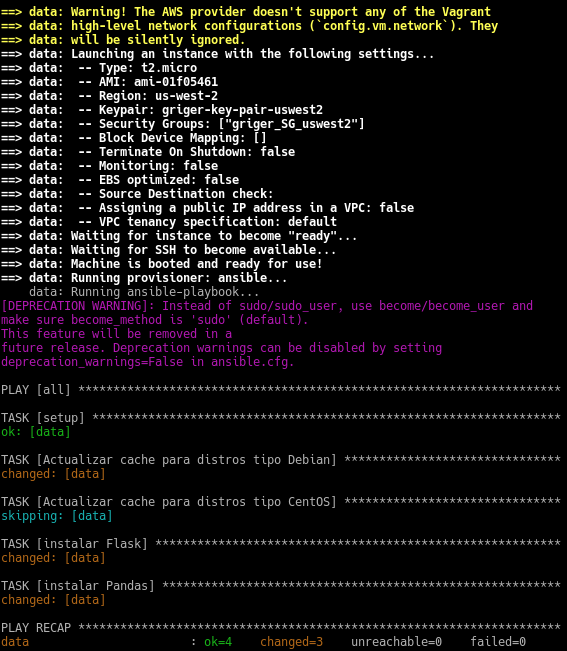 ==> data: Warning! The AWS provider doesn't support any of the Vagrant
==> data: high-level network configurations (`config.vm.network`). They
==> data: will be silently ignored.
==> data: Launching an instance with the following settings...
==> data:  -- Type: t2.micro
==> data:  -- AMI: ami-01f05461
==> data:  -- Region: us-west-2
==> data:  -- Keypair: griger-key-pair-uswest2
==> data:  -- Security Groups: ["griger_SG_uswest2"]
==> data:  -- Block Device Mapping: []
==> data:  -- Terminate On Shutdown: false
==> data:  -- Monitoring: false
==> data:  -- EBS optimized: false
==> data:  -- Source Destination check:
==> data:  -- Assigning a public IP address in a VPC: false
==> data:  -- VPC tenancy specification: default
==> data: Waiting for instance to become "ready"...
==> data: Waiting for SSH to become available...
==> data: Machine is booted and ready for use!
==> data: Running provisioner: ansible...
    data: Running ansible-playbook...
[DEPRECATION WARNING]: Instead of sudo/sudo_user, use become/become_user and
make sure become_method is 'sudo' (default).
This feature will be removed in a
future release. Deprecation warnings can be disabled by setting
deprecation_warnings=False in ansible.cfg.
PLAY [all] *********************************************************************
TASK [setup] *******************************************************************
ok: [data]
TASK [Actualizar cache para distros tipo Debian] *******************************
changed: [data]
TASK [Actualizar cache para distros tipo CentOS] *******************************
skipping: [data]
TASK [instalar Flask] **********************************************************
changed: [data]
TASK [instalar Pandas] *********************************************************
changed: [data]
PLAY RECAP *********************************************************************
data                       : ok=4    changed=3    unreachable=0    failed=0